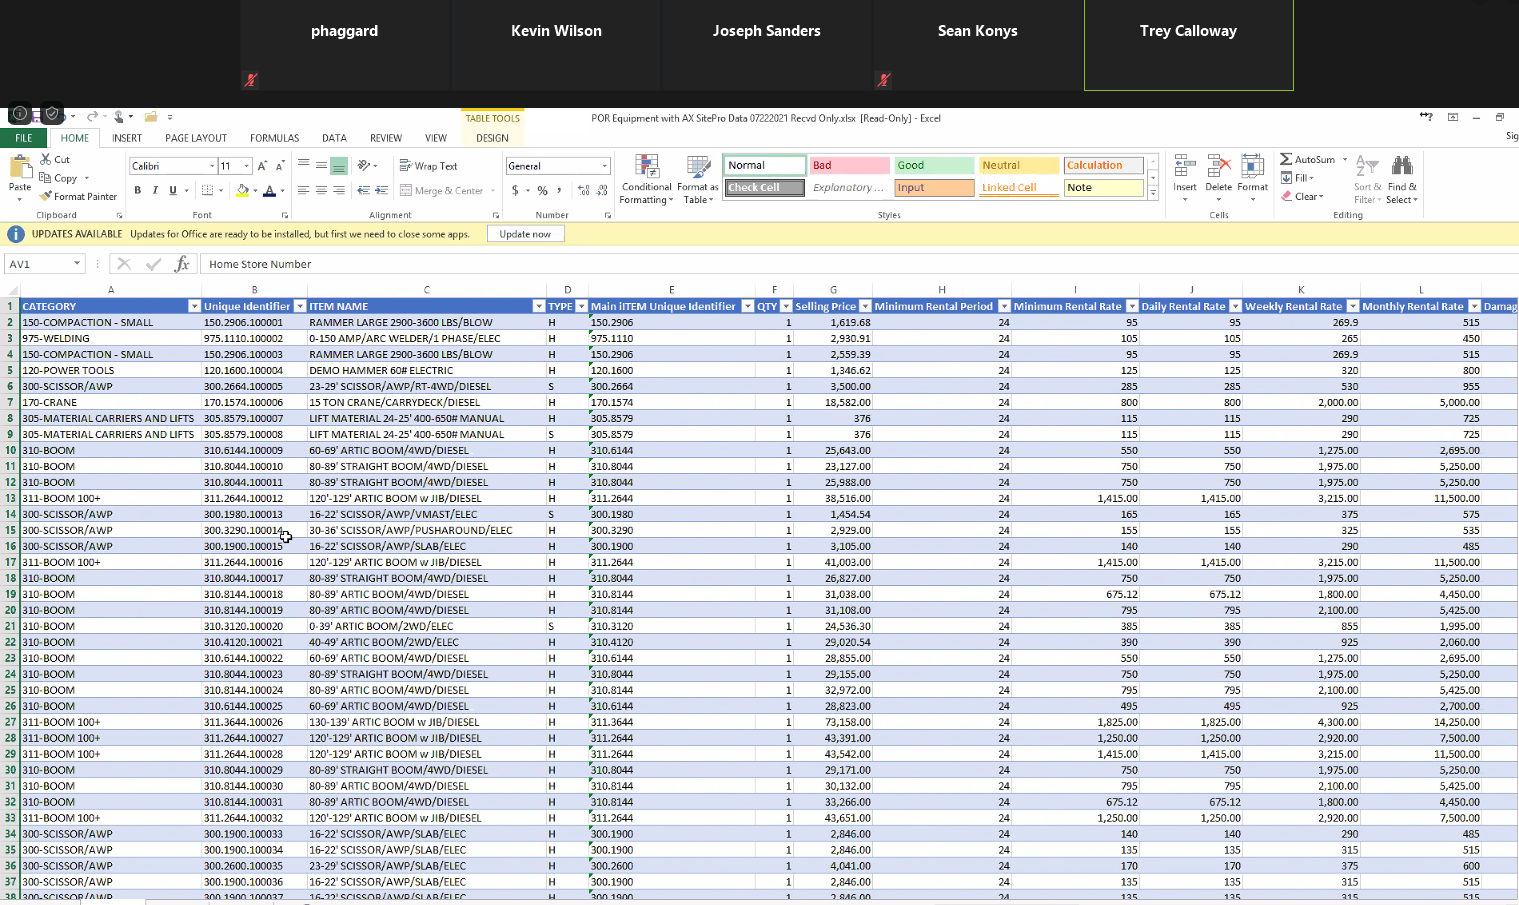 phaggard Kevin Wilson Joseph Sanders Sean Konys Trey Calloway
TABLE TOOLS POR Equipment with AX SitePro Data 07222021 Recvd Only.xlsx [Read-Only] - Excel
FILE HOME INSERT PAGE LAYOUT FORMULAS DATA REVIEW VIEW DESIGN Sig
Cut Calibri 11 Wrap Text General Normal Bad Good Neutral Calculation AutoSum
Paste Copy Merge & Center Conditional Formatting Format as Table Check Cell Explanatory ... Input Linked Cell Note Insert Delete Format Fill Sort & Filter Find & Select
Format Painter Clear
Clipboard Font Alignment Number Styles Cells Editing
UPDATES AVAILABLE Updates for Office are ready to be installed, but first we need to close some apps. Update now
AV1 Home Store Number
A B C D E F G H I J K L
1 CATEGORY Unique Identifier ITEM NAME TYPE Main iITEM Unique Identifier QTY Selling Price Minimum Rental Period Minimum Rental Rate Daily Rental Rate Weekly Rental Rate Monthly Rental Rate Damag
2 150-COMPACTION - SMALL 150.2906.100001 RAMMER LARGE 2900-3600 LBS/BLOW H 150.2906 1 1,619.68 24 95 95 269.9 515
3 975-WELDING 975.1110.100002 0-150 AMP/ARC WELDER/1 PHASE/ELEC H 975.1110 1 2,930.91 24 105 105 265 450
4 150-COMPACTION - SMALL 150.2906.100003 RAMMER LARGE 2900-3600 LBS/BLOW H 150.2906 1 2,559.39 24 95 95 269.9 515
5 120-POWER TOOLS 120.1600.100004 DEMO HAMMER 60# ELECTRIC H 120.1600 1 1,346.62 24 125 125 320 800
6 300-SCISSOR/AWP 300.2664.100005 23-29' SCISSOR/AWP/RT-4WD/DIESEL S 300.2664 1 3,500.00 24 285 285 530 955
7 170-CRANE 170.1574.100006 15 TON CRANE/CARRYDECK/DIESEL H 170.1574 1 18,582.00 24 800 800 2,000.00 5,000.00
8 305-MATERIAL CARRIERS AND LIFTS 305.8579.100007 LIFT MATERIAL 24-25' 400-650# MANUAL H 305.8579 1 376 24 115 115 290 725
9 305-MATERIAL CARRIERS AND LIFTS 305.8579.100008 LIFT MATERIAL 24-25' 400-650# MANUAL S 305.8579 1 376 24 115 115 290 725
10 310-BOOM 310.6144.100009 60-69' ARTIC BOOM/4WD/DIESEL H 310.6144 1 25,643.00 24 550 550 1,275.00 2,695.00
11 310-BOOM 310.8044.100010 80-89' STRAIGHT BOOM/4WD/DIESEL H 310.8044 1 23,127.00 24 750 750 1,975.00 5,250.00
12 310-BOOM 310.8044.100011 80-89' STRAIGHT BOOM/4WD/DIESEL H 310.8044 1 25,988.00 24 750 750 1,975.00 5,250.00
13 311-BOOM 100+ 311.2644.100012 120'-129' ARTIC BOOM w JIB/DIESEL H 311.2644 1 38,516.00 24 1,415.00 1,415.00 3,215.00 11,500.00
14 300-SCISSOR/AWP 300.1980.100013 16-22' SCISSOR/AWP/VMAST/ELEC S 300.1980 1 1,454.54 24 165 165 375 575
15 300-SCISSOR/AWP 300.3290.100014 30-36' SCISSOR/AWP/PUSHAROUND/ELEC H 300.3290 1 2,929.00 24 155 155 325 535
16 300-SCISSOR/AWP 300.1900.100015 16-22' SCISSOR/AWP/SLAB/ELEC H 300.1900 1 3,105.00 24 140 140 290 485
17 311-BOOM 100+ 311.2644.100016 120'-129' ARTIC BOOM w JIB/DIESEL H 311.2644 1 41,003.00 24 1,415.00 1,415.00 3,215.00 11,500.00
18 310-BOOM 310.8044.100017 80-89' STRAIGHT BOOM/4WD/DIESEL H 310.8044 1 26,827.00 24 750 750 1,975.00 5,250.00
19 310-BOOM 310.8144.100018 80-89' ARTIC BOOM/4WD/DIESEL H 310.8144 1 31,038.00 24 675.12 675.12 1,800.00 4,450.00
20 310-BOOM 310.8144.100019 80-89' ARTIC BOOM/4WD/DIESEL H 310.8144 1 31,108.00 24 795 795 2,100.00 5,425.00
21 310-BOOM 310.3120.100020 0-39' ARTIC BOOM/2WD/ELEC S 310.3120 1 24,536.30 24 385 385 855 1,995.00
22 310-BOOM 310.4120.100021 40-49' ARTIC BOOM/2WD/ELEC H 310.4120 1 29,020.54 24 390 390 925 2,060.00
23 310-BOOM 310.6144.100022 60-69' ARTIC BOOM/4WD/DIESEL H 310.6144 1 28,855.00 24 550 550 1,275.00 2,695.00
24 310-BOOM 310.8044.100023 80-89' STRAIGHT BOOM/4WD/DIESEL H 310.8044 1 29,155.00 24 750 750 1,975.00 5,250.00
25 310-BOOM 310.8144.100024 80-89' ARTIC BOOM/4WD/DIESEL H 310.8144 1 32,972.00 24 795 795 2,100.00 5,425.00
26 310-BOOM 310.6144.100025 60-69' ARTIC BOOM/4WD/DIESEL H 310.6144 1 28,823.00 24 495 495 925 2,700.00
27 311-BOOM 100+ 311.3644.100026 130-139' ARTIC BOOM w JIB/DIESEL H 311.3644 1 73,158.00 24 1,825.00 1,825.00 4,300.00 14,250.00
28 311-BOOM 100+ 311.2644.100027 120'-129' ARTIC BOOM w JIB/DIESEL H 311.2644 1 43,391.00 24 1,250.00 1,250.00 2,920.00 7,500.00
29 311-BOOM 100+ 311.2644.100028 120'-129' ARTIC BOOM w JIB/DIESEL H 311.2644 1 43,542.00 24 1,415.00 1,415.00 3,215.00 11,500.00
30 310-BOOM 310.8044.100029 80-89' STRAIGHT BOOM/4WD/DIESEL H 310.8044 1 29,171.00 24 750 750 1,975.00 5,250.00
31 310-BOOM 310.8144.100030 80-89' ARTIC BOOM/4WD/DIESEL H 310.8144 1 30,132.00 24 795 795 2,100.00 5,425.00
32 310-BOOM 310.8144.100031 80-89' ARTIC BOOM/4WD/DIESEL H 310.8144 1 33,266.00 24 675.12 675.12 1,800.00 4,450.00
33 311-BOOM 100+ 311.2644.100032 120'-129' ARTIC BOOM w JIB/DIESEL H 311.2644 1 43,651.00 24 1,250.00 1,250.00 2,920.00 7,500.00
34 300-SCISSOR/AWP 300.1900.100033 16-22' SCISSOR/AWP/SLAB/ELEC H 300.1900 1 2,846.00 24 140 140 290 485
35 300-SCISSOR/AWP 300.1900.100034 16-22' SCISSOR/AWP/SLAB/ELEC H 300.1900 1 2,846.00 24 135 135 315 515
36 300-SCISSOR/AWP 300.2600.100035 23-29' SCISSOR/AWP/SLAB/ELEC H 300.2600 1 4,041.00 24 170 170 375 600
37 300-SCISSOR/AWP 300.1900.100036 16-22' SCISSOR/AWP/SLAB/ELEC H 300.1900 1 2,846.00 24 135 135 315 515
38 300-SCISSOR/AWP 300.1900.100037 16-22' SCISSOR/AWP/SLAB/ELEC H 300.1900 1 2,846.00 24 135 135 315 515